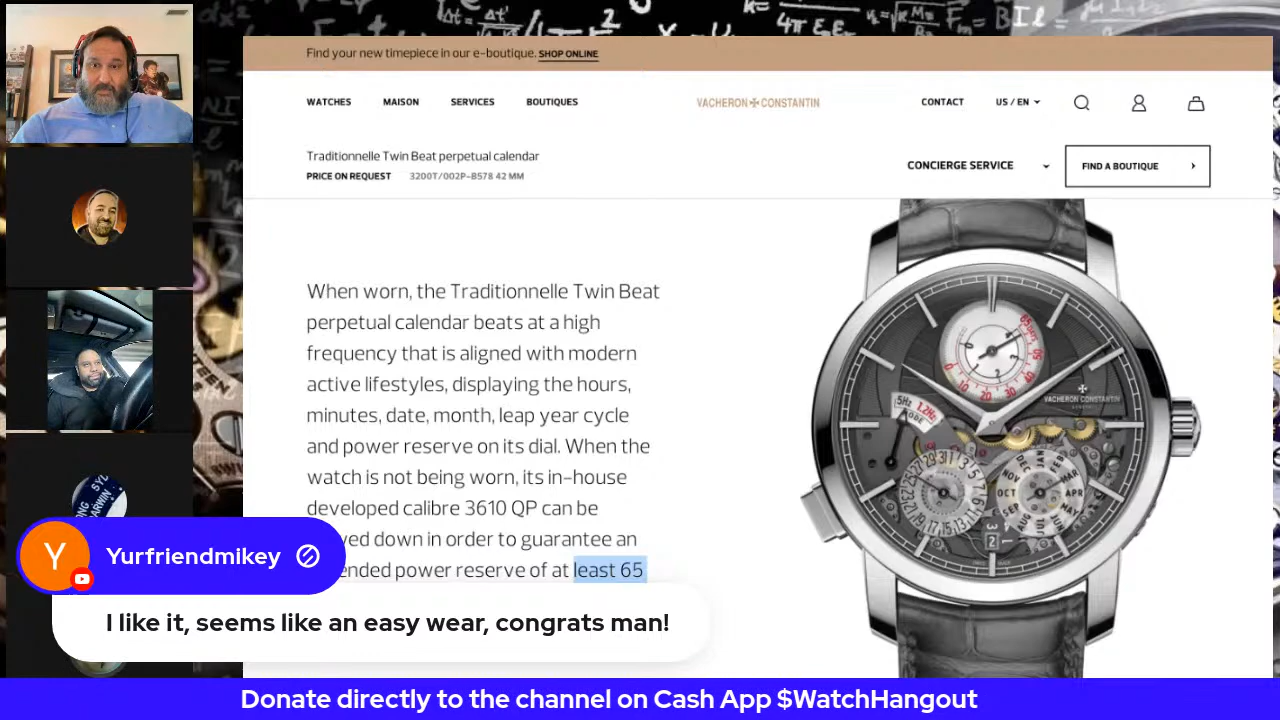 Find your new timepiece in our e-boutique. SHOP ONLINE
WATCHES MAISON SERVICES BOUTIQUES
VACHERON CONSTANTIN
CONTACT US / EN
Traditionnelle Twin Beat perpetual calendar
PRICE ON REQUEST 3200T/002P-B578 42 MM
CONCIERGE SERVICE
FIND A BOUTIQUE
When worn, the Traditionnelle Twin Beat
perpetual calendar beats at a high
frequency that is aligned with modern
active lifestyles, displaying the hours,
minutes, date, month, leap year cycle
and power reserve on its dial. When the
watch is not being worn, its in-house
developed calibre 3610 QP can be
down in order to guarantee an
power reserve of at least 65
VACHERON CONSTANTIN
5Hz 1.2Hz
MODE
Y
Yurfriendmikey
I like it, seems like an easy wear, congrats man!
Donate directly to the channel on Cash App $WatchHangout